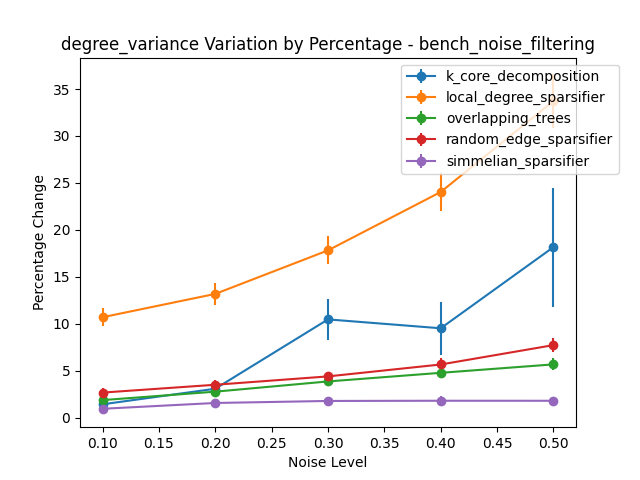 degree_variance Variation by Percentage - bench_noise_filtering
k_core_decomposition
local_degree_sparsifier
overlapping_trees
random_edge_sparsifier
simmelian_sparsifier
Percentage Change
35
30
25
20
15
10
5
0
0.10 0.15 0.20 0.25 0.30 0.35 0.40 0.45 0.50
Noise Level